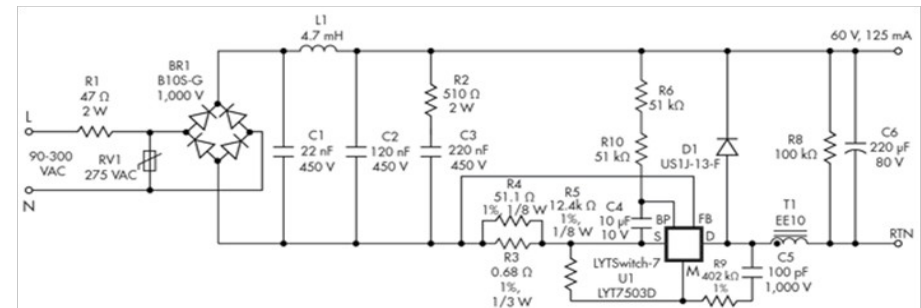 L1
4.7 mH
60 V, 125 mA
BR1
B10S-G
1,000 V
R1
47 Ω
2 W
R2
510 Ω
2 W
R6
51 kΩ
L
C1
22 nF
450 V
C2
120 nF
450 V
C3
220 nF
450 V
R10
51 kΩ
D1
US1J-13-F
R8
100 kΩ
C6
220 µF
80 V
90-300
VAC
RV1
275 VAC
N
R4
51.1 Ω
1%, 1/8 W
R5
12.4k Ω
1%,
1/8 W
C4
10 µF
10 V
BP
FB
S
D
M
T1
EE10
RTN
R3
0.68 Ω
1%,
1/3 W
LYTSwitch-7
U1
LYT7503D
R9
402 kΩ
1%
C5
100 pF
1,000 V